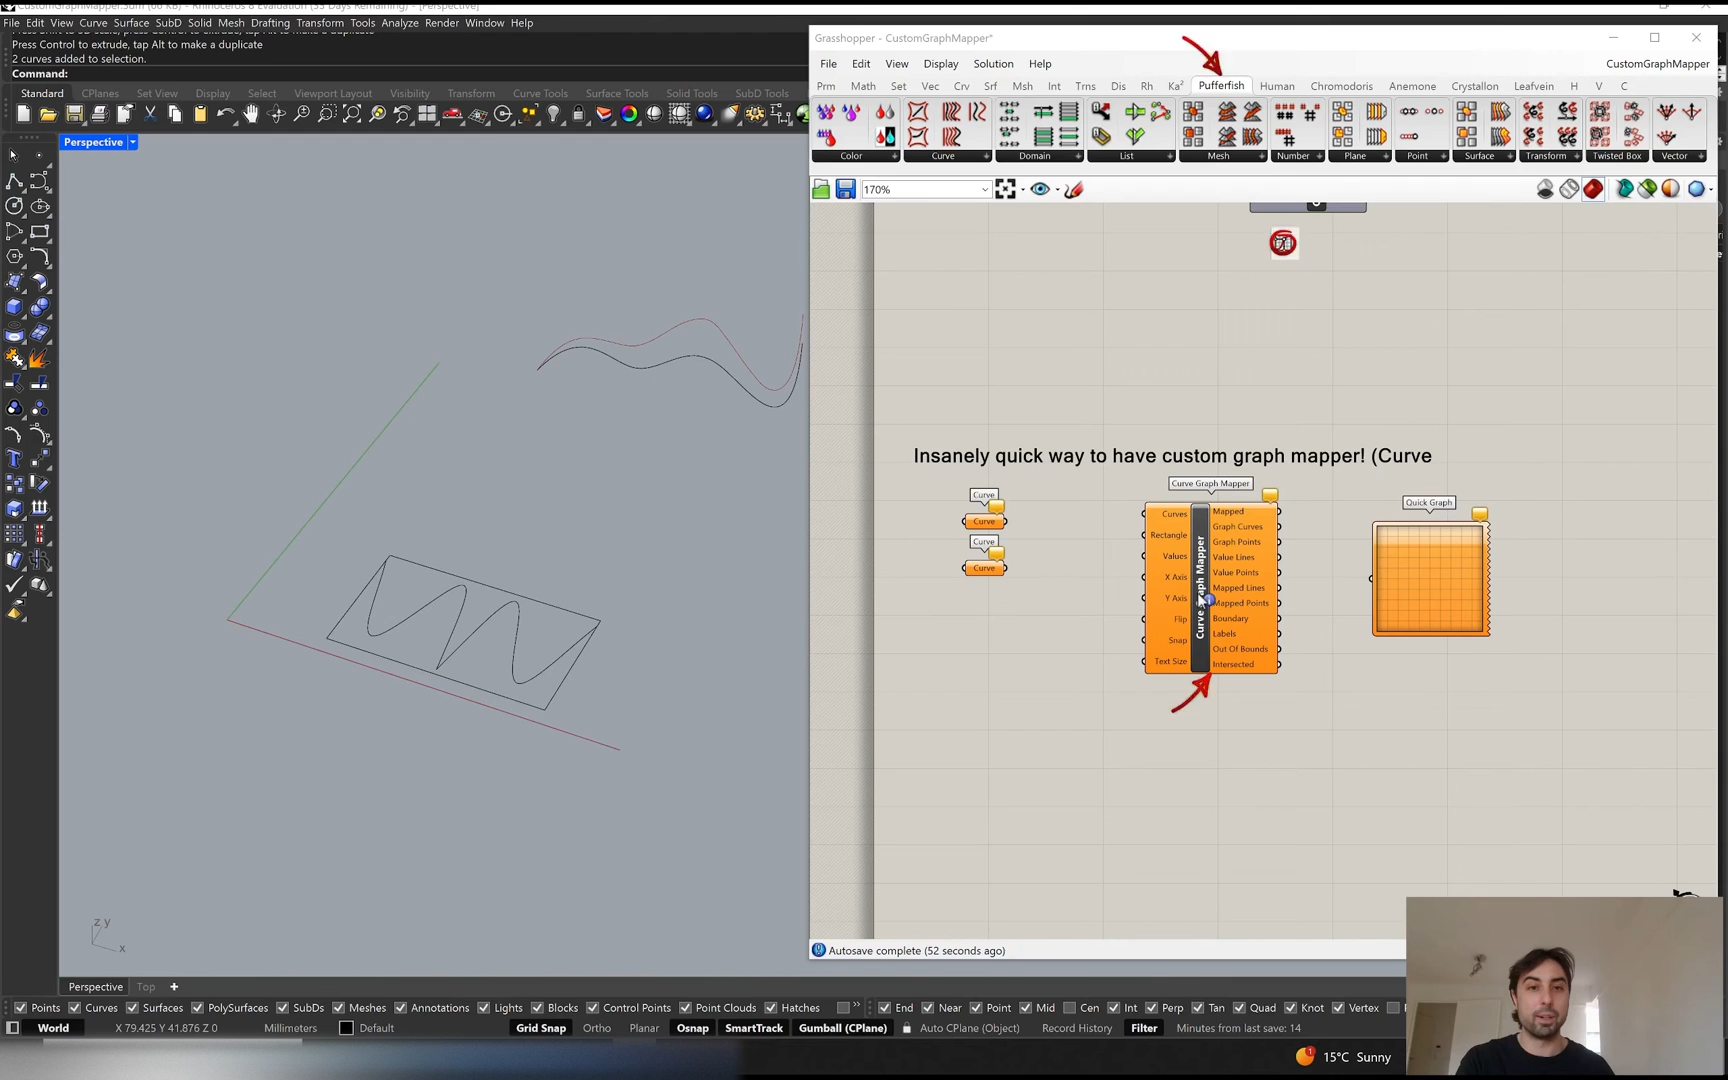 Rhinoceros 8 Evaluation
Press Control to extrude, tap Alt to make a duplicate
2 curves added to selection.
Command:
File Edit View Curve Surface SubD Solid Mesh Drafting Transform Tools Analyze Render Window Help
Standard CPlanes Set View Display Select Viewport Layout Visibility Transform Curve Tools Surface Tools Solid Tools Mesh Tools SubD Tools
Perspective
z y
x
Perspective Top
Points Curves Surfaces PolySurfaces SubDs Meshes Annotations Lights Blocks Control Points Point Clouds Hatches
End Near Point Mid Cen Int Perp Tan Quad Knot Vertex
World X 79.425 Y 41.876 Z 0 Millimeters Default Grid Snap Ortho Planar Osnap SmartTrack Gumball (CPlane) Auto CPlane (Object) Record History Filter Minutes from last save: 14
15°C Sunny
Grasshopper - CustomGraphMapper*
File Edit View Display Solution Help
CustomGraphMapper
Prm Math Set Vec Crv Srf Msh Int Trns Dis Rh Ka² Pufferfish Human Chromodoris Anemone Crystallon Leafvein H V C
Color Curve Domain List Mesh Number Plane Point Surface Transform Twisted Box Vector
170%
Insanely quick way to have custom graph mapper! (Curve
Curve
Curve
Curve
Curve
Curve Graph Mapper
Curves
Rectangle
Values
X Axis
Y Axis
Flip
Snap
Text Size
Curve Graph Mapper
Mapped
Graph Curves
Graph Points
Value Lines
Value Points
Mapped Lines
Mapped Points
Boundary
Labels
Out Of Bounds
Intersected
Quick Graph
Autosave complete (52 seconds ago)